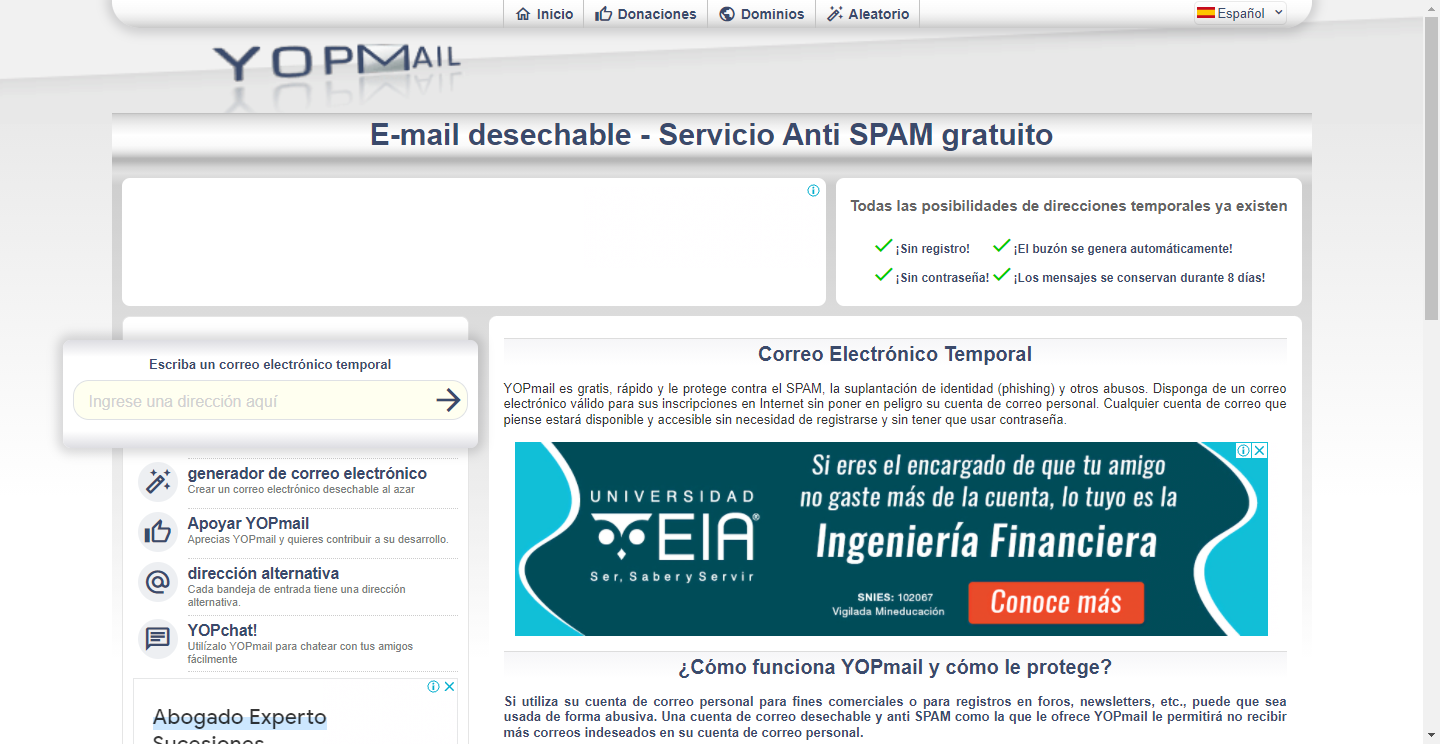 Inicio
Donaciones
Dominios
Aleatorio
Español
YOPMAIL
E-mail desechable - Servicio Anti SPAM gratuito
Todas las posibilidades de direcciones temporales ya existen
¡Sin registro!
¡El buzón se genera automáticamente!
¡Sin contraseña!
¡Los mensajes se conservan durante 8 días!
Escriba un correo electrónico temporal
Ingrese una dirección aquí
generador de correo electrónico
Crear un correo electrónico desechable al azar
Apoyar YOPmail
Aprecias YOPmail y quieres contribuir a su desarrollo.
dirección alternativa
Cada bandeja de entrada tiene una dirección
alternativa.
YOPchat!
Utilízalo YOPmail para chatear con tus amigos
fácilmente
Abogado Experto
Sucesiones
Correo Electrónico Temporal
YOPmail es gratis, rápido y le protege contra el SPAM, la suplantación de identidad (phishing) y otros abusos. Disponga de un correo
electrónico válido para sus inscripciones en Internet sin poner en peligro su cuenta de correo personal. Cualquier cuenta de correo que
piense estará disponible y accesible sin necesidad de registrarse y sin tener que usar contraseña.
UNIVERSIDAD
EIA®
Ser, Saber y Servir
Si eres el encargado de que tu amigo
no gaste más de la cuenta, lo tuyo es la
Ingeniería Financiera
SNIES: 102067
Vigilada Mineducación
Conoce más
¿Cómo funciona YOPmail y cómo le protege?
Si utiliza su cuenta de correo personal para fines comerciales o para registros en foros, newsletters, etc., puede que sea
usada de forma abusiva. Una cuenta de correo desechable y anti SPAM como la que le ofrece YOPmail le permitirá no recibir
más correos indeseados en su cuenta de correo personal.